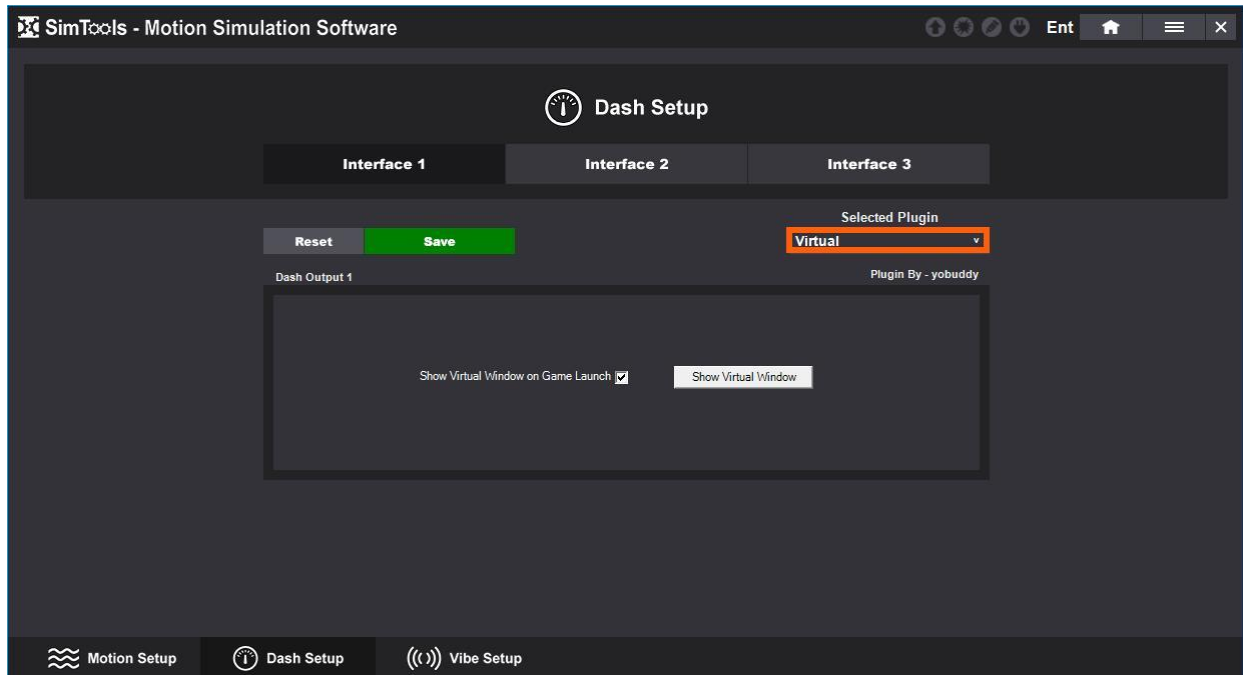 SimTools - Motion Simulation Software Ent
Dash Setup
Interface 1 Interface 2 Interface 3
Selected Plugin
Reset Save Virtual
Dash Output 1 Plugin By - yobuddy
Show Virtual Window on Game Launch Show Virtual Window
Motion Setup Dash Setup Vibe Setup